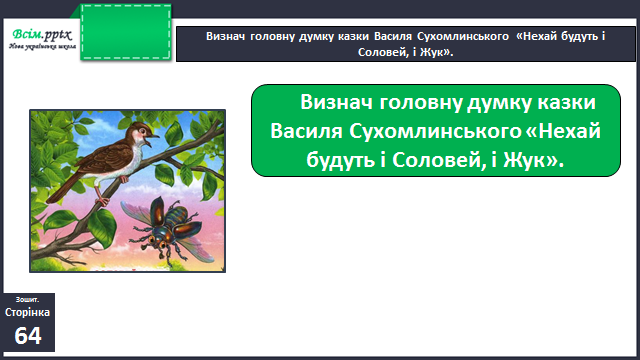 Всім.pptx
Нова українська школа
Визнач головну думку казки Василя Сухомлинського «Нехай будуть і
Соловей, і Жук».
Визнач головну думку казки
Василя Сухомлинського «Нехай
будуть і Соловей, і Жук».
Зошит.
Сторінка
64